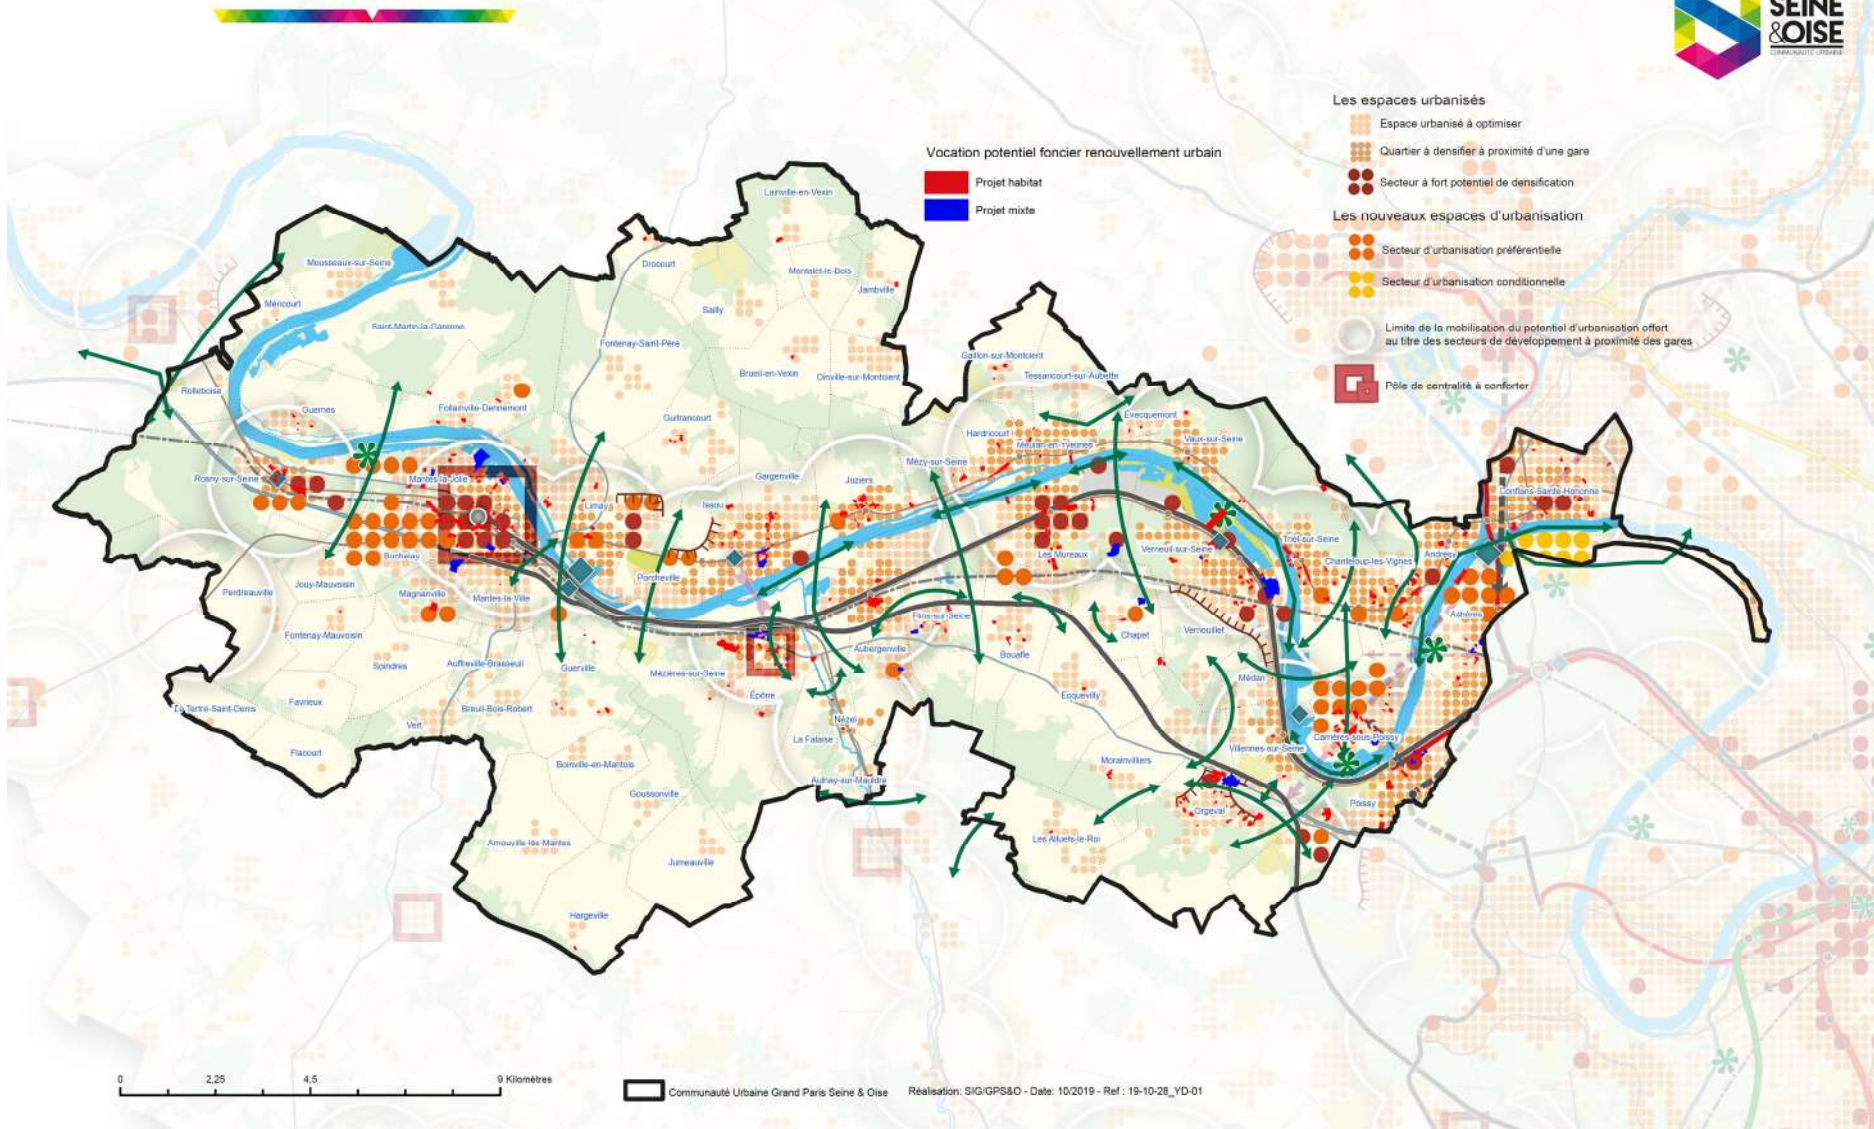 SEINE
&OISE
COMMUNAUTÉ URBAINE
Les espaces urbanisés
Espace urbanisé à optimiser
Quartier à densifier à proximité d'une gare
Secteur à fort potentiel de densification
Les nouveaux espaces d'urbanisation
Secteur d'urbanisation préférentielle
Secteur d'urbanisation conditionnelle
Limite de la mobilisation du potentiel d'urbanisation offert
au titre des secteurs de développement à proximité des gares
Pôle de centralité à conforter
Vocation potentiel foncier renouvellement urbain
Projet habitat
Projet mixte
Lainville-en-Vexin
Mousseaux-sur-Seine
Drocourt
Montalet-le-Bois
Jambville
Méricourt
Sailly
Saint-Martin-la-Garenne
Fontenay-Saint-Père
Gaillon-sur-Montcient
Brueil-en-Vexin
Oinville-sur-Montcient
Tessancourt-sur-Aubette
Rolleboise
Guernes
Follainville-Dennemont
Guitrancourt
Evecquemont
Hardricourt
Meulan-en-Yvelines
Vaux-sur-Seine
Mézy-sur-Seine
Rosny-sur-Seine
Mantes-la-Jolie
Gargenville
Juziers
Conflans-Sainte-Honorine
Limay
Issou
Triel-sur-Seine
Buchelay
Les Mureaux
Verneuil-sur-Seine
Andrésy
Chanteloup-les-Vignes
Porcheville
Jouy-Mauvoisin
Perdreauville
Magnanville
Mantes-la-Ville
Achères
Flins-sur-Seine
Vernouillet
Fontenay-Mauvoisin
Chapet
Aubergenville
Bouafle
Soindres
Auffreville-Brasseuil
Guerville
Mézières-sur-Seine
Médan
Épône
Ecquevilly
Favrieux
Le Tertre-Saint-Denis
Breuil-Bois-Robert
Vert
Nézel
La Falaise
Carrières-sous-Poissy
Villennes-sur-Seine
Flacourt
Boinville-en-Mantois
Morainvilliers
Aulnay-sur-Mauldre
Goussonville
Orgeval
Poissy
Arnouville-lès-Mantes
Les Alluets-le-Roi
Jumeauville
Hargeville
0 2,25 4,5 9 Kilomètres
Communauté Urbaine Grand Paris Seine & Oise
Réalisation: SIG/GPS&O - Date: 10/2019 - Ref : 19-10-28_YD-01